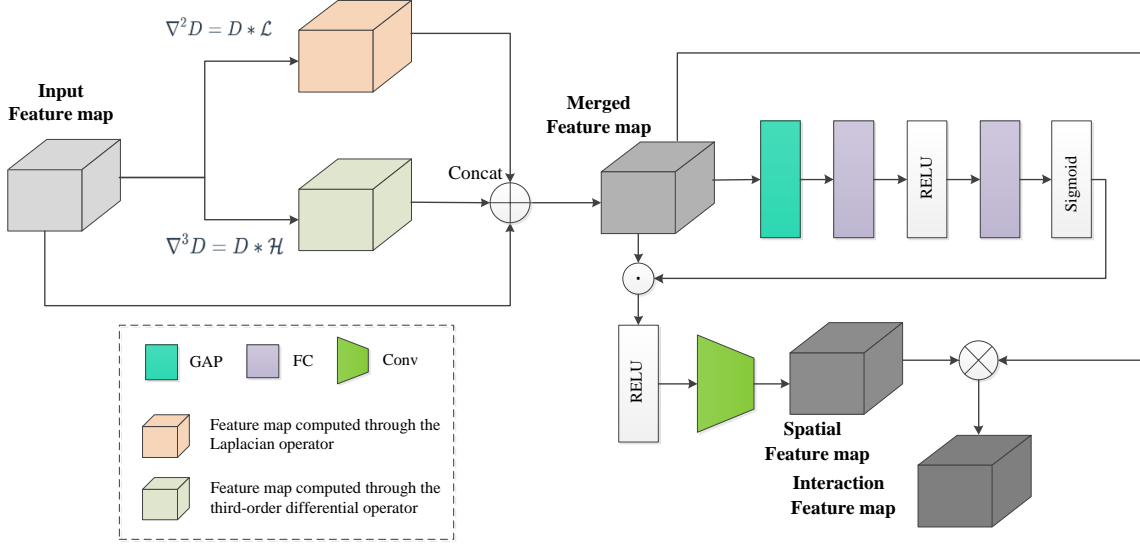 ∇²D = D ∗ ℒ
Input
Feature map
Concat
∇³D = D ∗ ℋ
Merged
Feature map
RELU
Sigmoid
RELU
Spatial
Feature map
Interaction
Feature map
GAP
FC
Conv
Feature map computed through the
Laplacian operator
Feature map computed through the
third-order differential operator